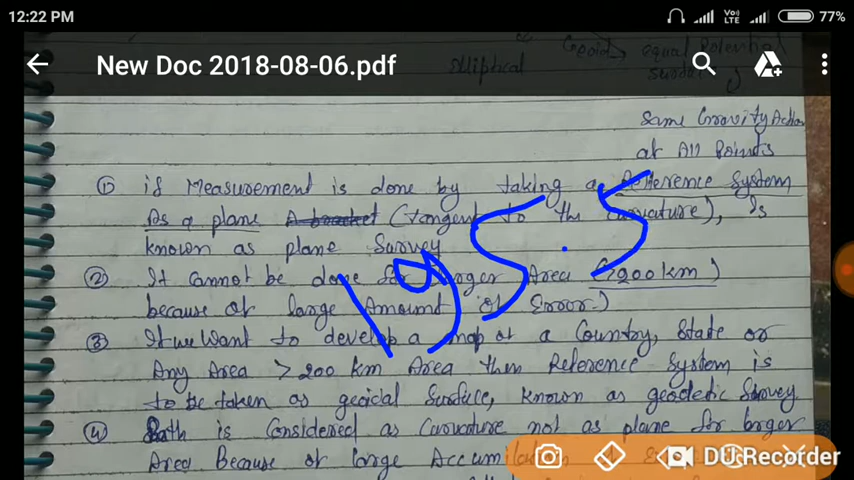 12:22 PM
VoI) LTE
77%
New Doc 2018-08-06.pdf
Geoid → equal Potential
Elliptical Surface
Same Gravity Action
at All Points
① if Measurement is done by taking a Reference System
As a plane (tangent to the Curvature), Is
known as plane Survey
195.5
② It cannot be done for larger Area (>200 km)
because of large Amount of Error.)
③ If we want to develop a map of a Country, State or
Any Area > 200 km Area then Reference System is
to be taken as geoidal Surface, known as geodetic Survey
④ is Considered as Curvature not as plane for larger
Area Because of large
DU Recorder